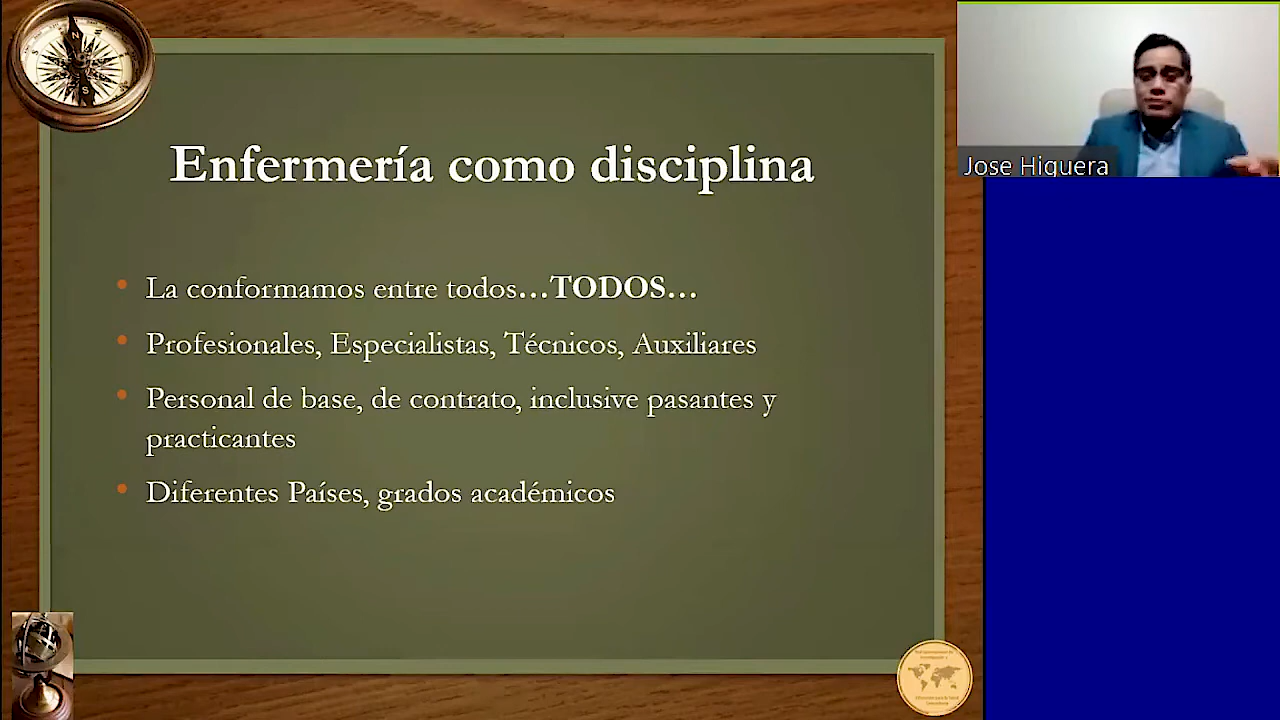 Enfermería como disciplina
Jose Higuera
• La conformamos entre todos…TODOS…
• Profesionales, Especialistas, Técnicos, Auxiliares
• Personal de base, de contrato, inclusive pasantes y
practicantes
• Diferentes Países, grados académicos
N
S